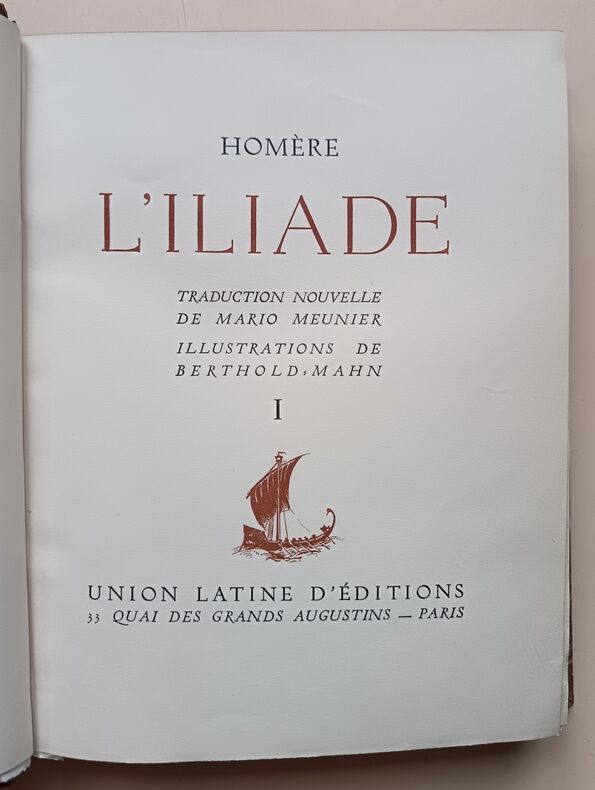 HOMÈRE
L'ILIADE
TRADUCTION NOUVELLE
DE MARIO MEUNIER
ILLUSTRATIONS DE
BERTHOLD-MAHN
I
UNION LATINE D'ÉDITIONS
33 QUAI DES GRANDS AUGUSTINS — PARIS